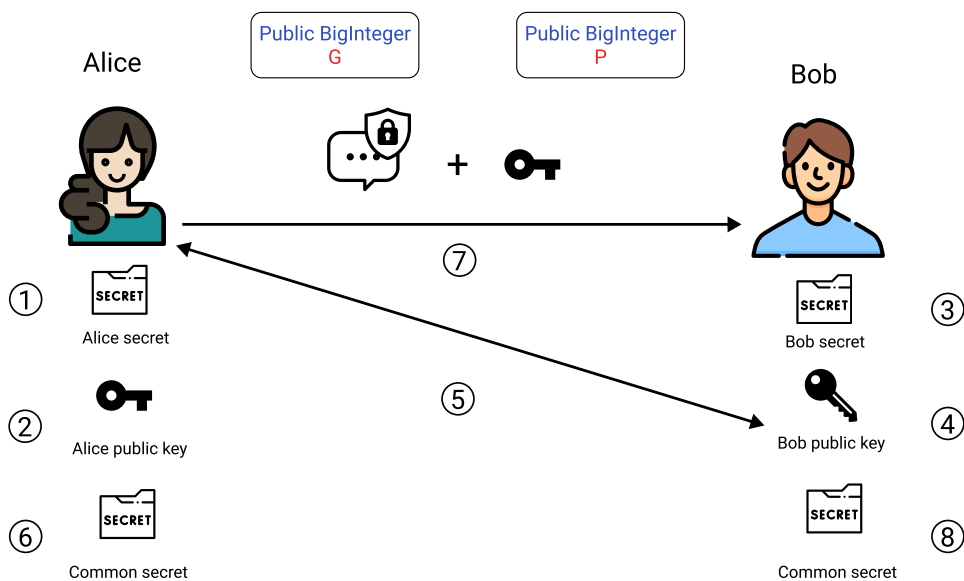 Public BigInteger
G
Public BigInteger
P
Alice
Bob
+
7
1
SECRET
Alice secret
SECRET
3
Bob secret
5
2
Alice public key
4
Bob public key
6
SECRET
Common secret
SECRET
8
Common secret